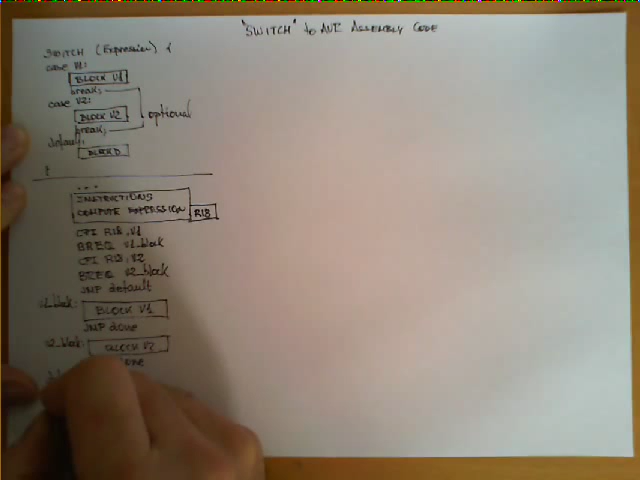 "SWITCH" to AVR ASSEMBLY CODE
SWITCH (Expression) {
case V1:
BLOCK V1
break;
case V2:
optional
BLOCK V2
break;
default:
BLOCK D
}
...
INSTRUCTIONS
COMPUTE EXPRESSION
R18
CPI R18, V1
BREQ V1_block
CPI R18, V2
BREQ V2_block
JMP default
V1_block:
BLOCK V1
JMP done
V2_block:
BLOCK V2